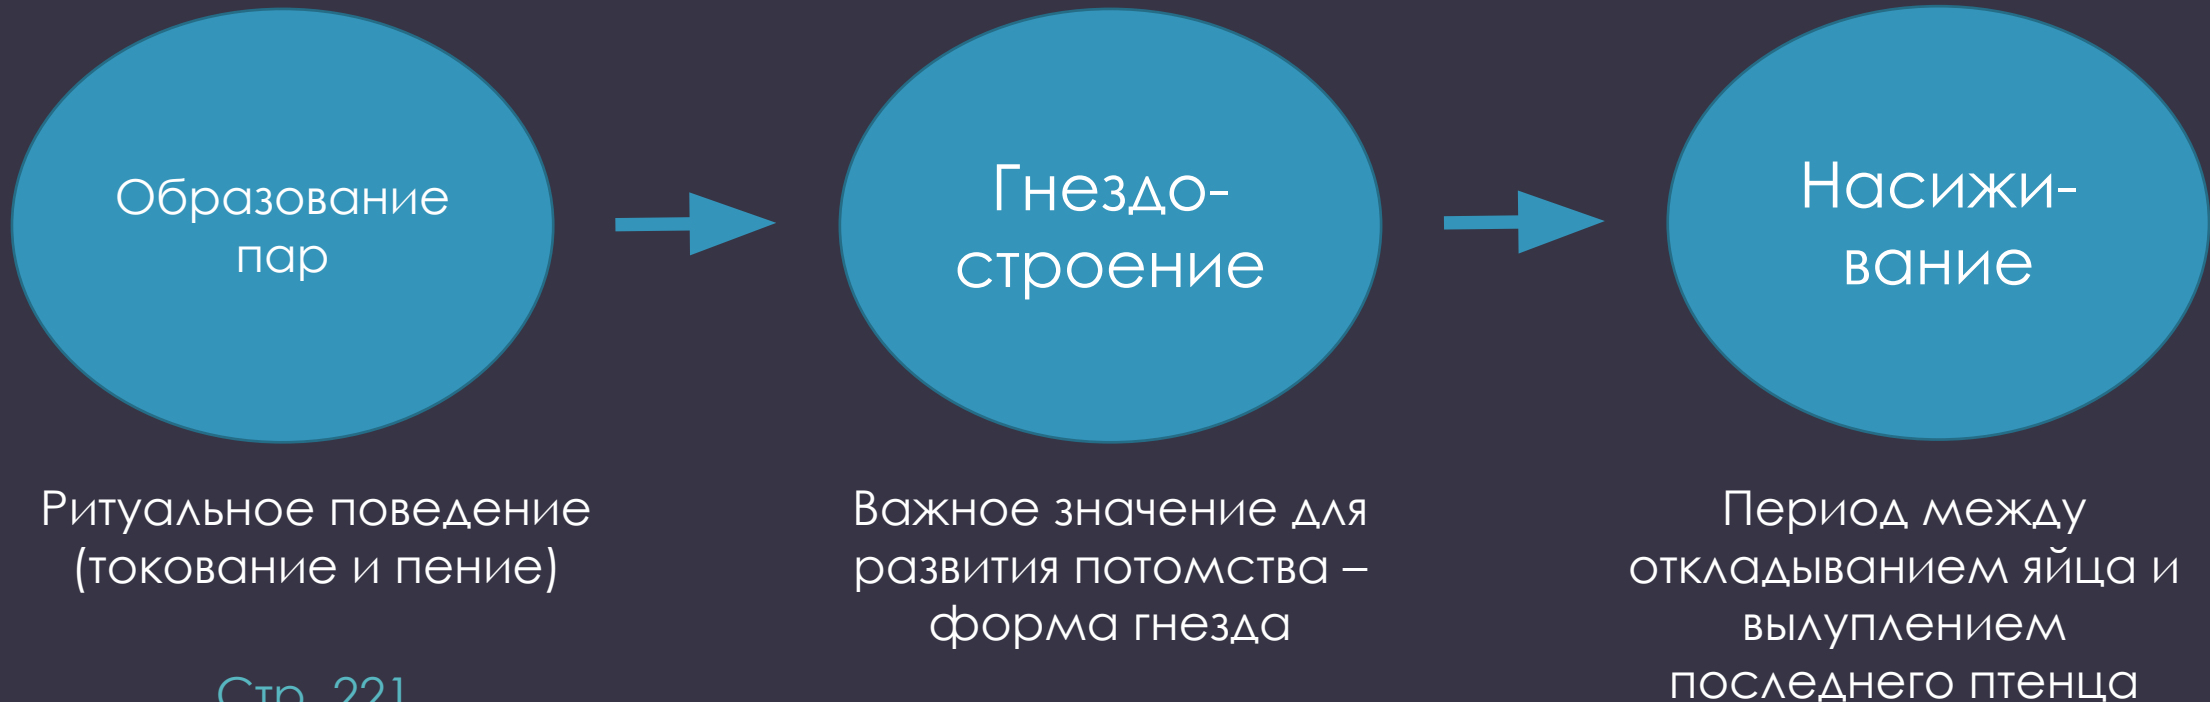 Образование
пар
Гнездо-
строение
Насижи-
вание
Ритуальное поведение
(токование и пение)
Стр. 221
Важное значение для
развития потомства –
форма гнезда
Период между
откладыванием яйца и
вылуплением
последнего птенца